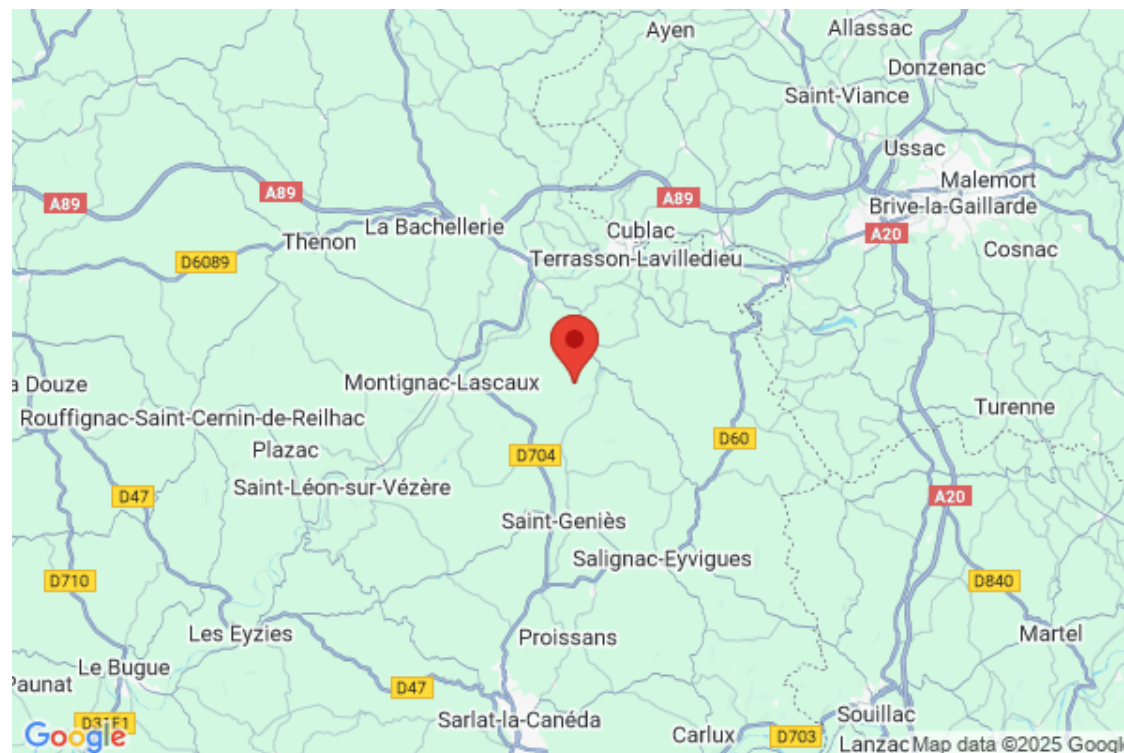 Ayen
Allassac
Donzenac
Saint-Viance
Ussac
Malemort
A89
A89
A89
Brive-la-Gaillarde
La Bachellerie
Cublac
A20
Thenon
Cosnac
Terrasson-Lavilledieu
D6089
a Douze
Montignac-Lascaux
Turenne
Rouffignac-Saint-Cernin-de-Reilhac
D60
Plazac
D704
Saint-Léon-sur-Vézère
D47
A20
Saint-Geniès
Salignac-Eyvigues
D710
D840
Les Eyzies
Proissans
Martel
Le Bugue
Paunat
D47
Souillac
Sarlat-la-Canéda
Carlux
D703
Google
Lanzac
Map data ©2025 Google